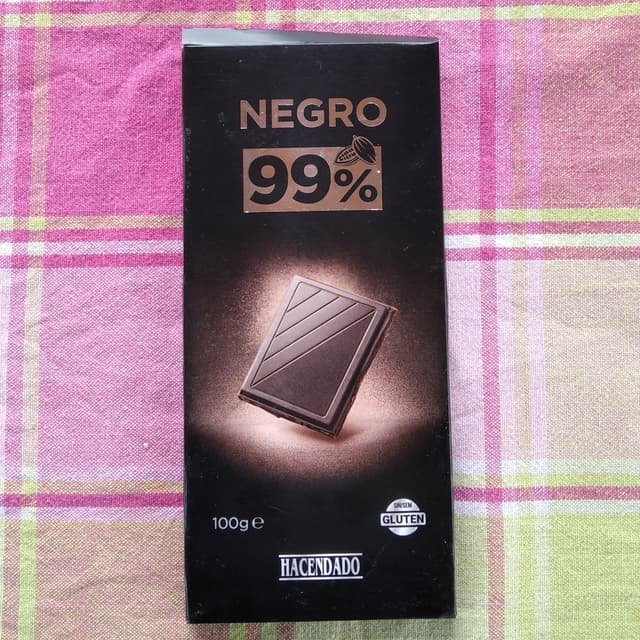 NEGRO
99%
100g ℮
SIN/SEM
GLUTEN
HACENDADO